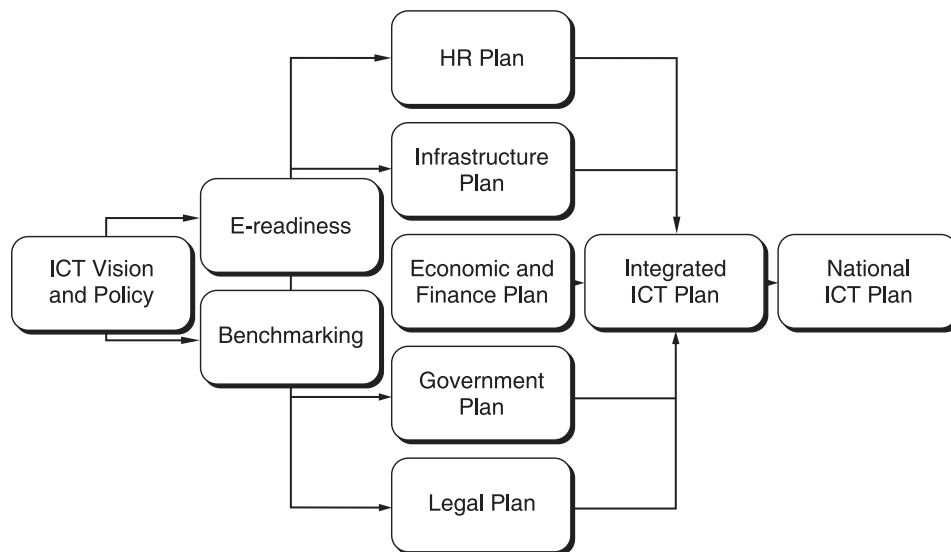 HR Plan
Infrastructure
Plan
E-readiness
ICT Vision
and Policy
Economic and
Finance Plan
Integrated
ICT Plan
National
ICT Plan
Benchmarking
Government
Plan
Legal Plan